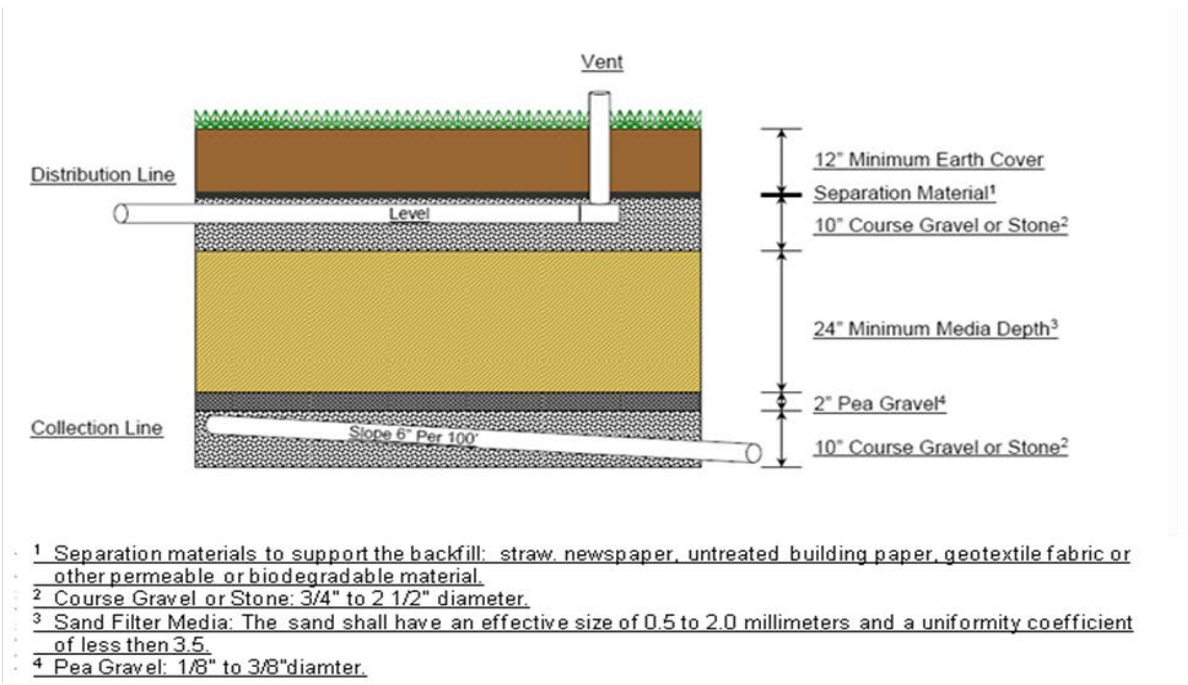 Vent
Distribution Line
Level
12" Minimum Earth Cover
Separation Material¹
10" Course Gravel or Stone²
24" Minimum Media Depth³
2" Pea Gravel⁴
Collection Line
Slope 6" Per 100'
10" Course Gravel or Stone²
¹ Separation materials to support the backfill: straw. newspaper, untreated building paper, geotextile fabric or
other permeable or biodegradable material.
² Course Gravel or Stone: 3/4" to 2 1/2" diameter.
³ Sand Filter Media: The sand shall have an effective size of 0.5 to 2.0 millimeters and a uniformity coefficient
of less then 3.5.
⁴ Pea Gravel: 1/8" to 3/8"diamter.